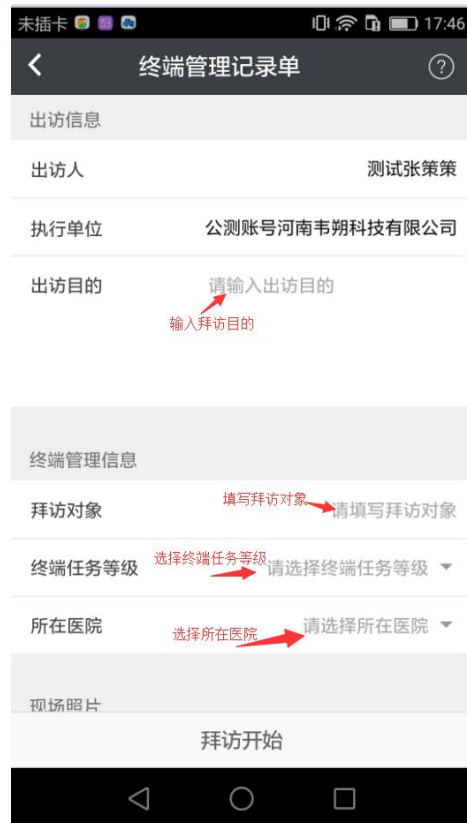 未插卡 17:46
终端管理记录单 ?
出访信息
出访人 测试张策策
执行单位 公测账号河南韦朔科技有限公司
出访目的 请输入出访目的
输入拜访目的
终端管理信息
拜访对象 填写拜访对象 请填写拜访对象
终端任务等级 选择终端任务等级 请选择终端任务等级
所在医院 选择所在医院 请选择所在医院
现场照片
拜访开始